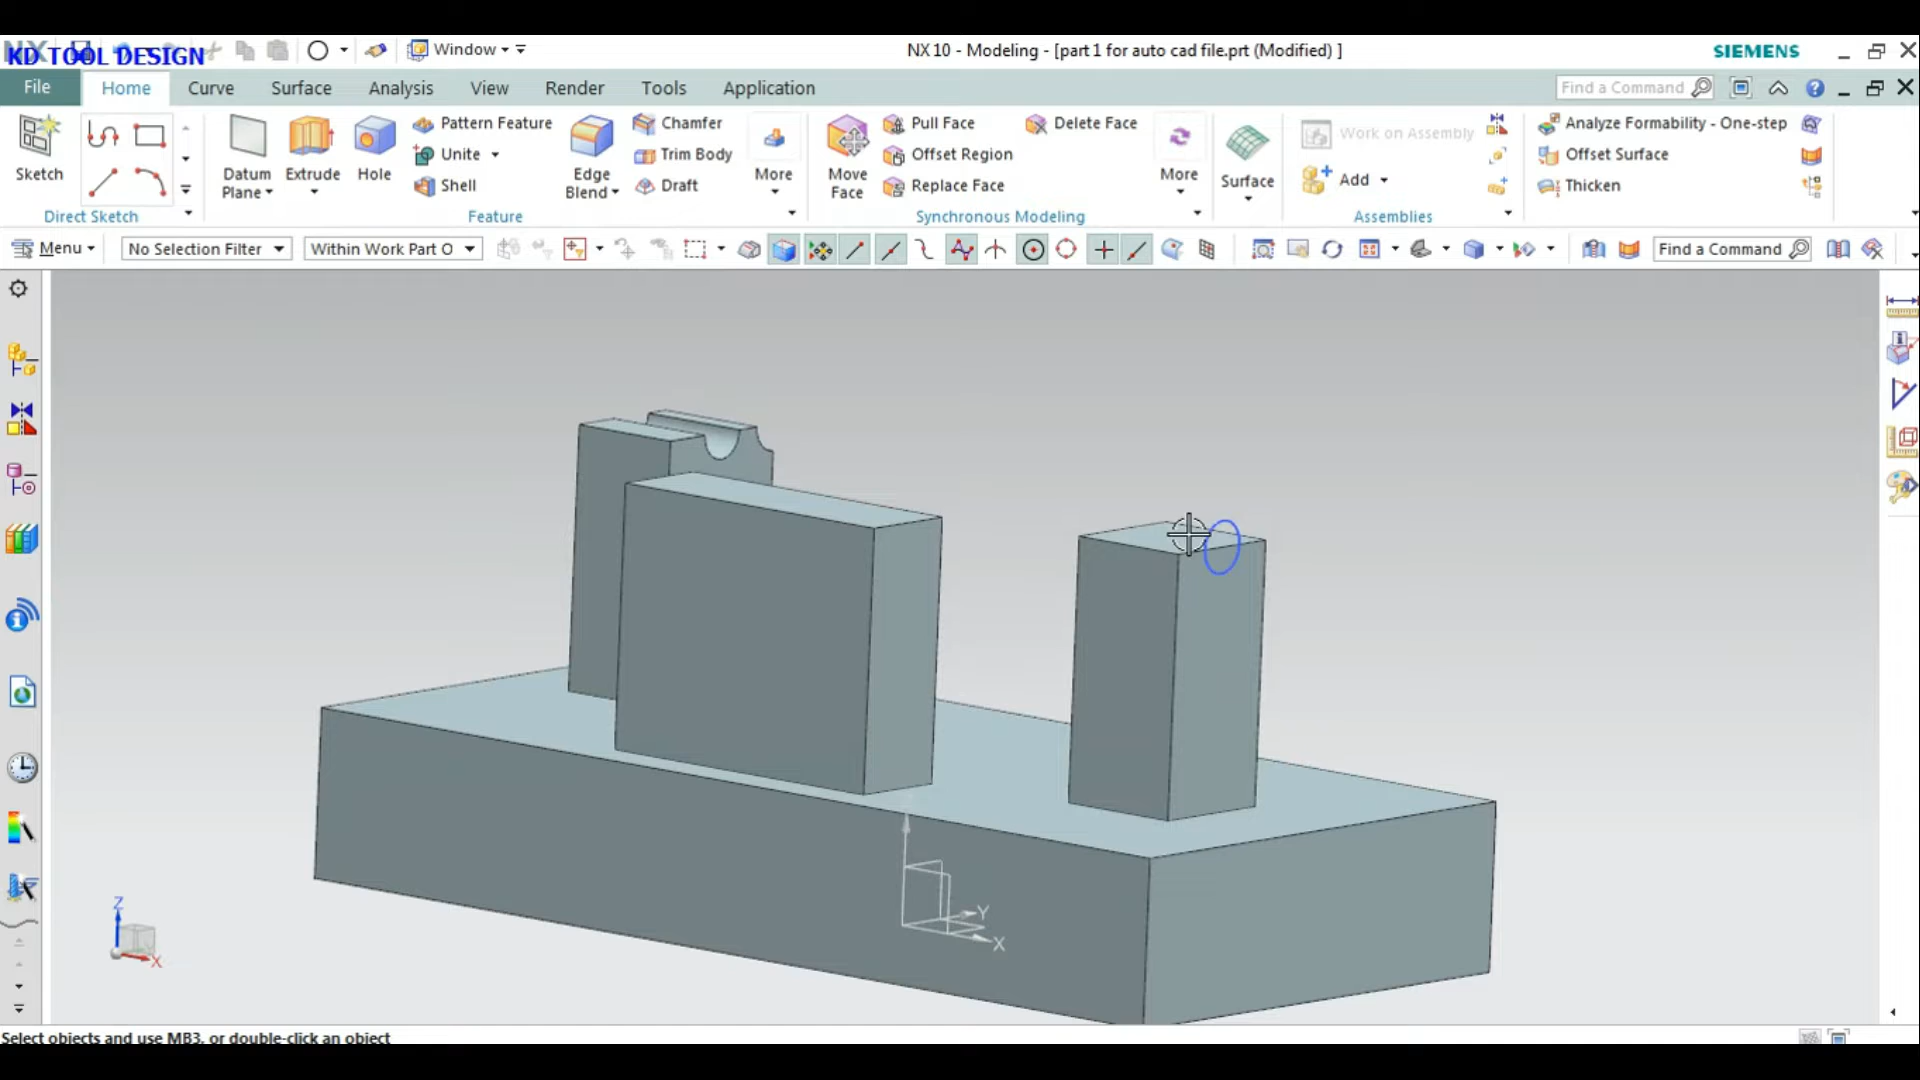 KD TOOL DESIGN
Window
NX 10 - Modeling - [part 1 for auto cad file.prt (Modified) ]
SIEMENS
File
Home
Curve
Surface
Analysis
View
Render
Tools
Application
Find a Command
Sketch
Direct Sketch
Datum Plane
Extrude
Hole
Pattern Feature
Unite
Shell
Edge Blend
Chamfer
Trim Body
Draft
More
Feature
Move Face
Pull Face
Offset Region
Replace Face
Delete Face
More
Synchronous Modeling
Surface
Work on Assembly
Add
Assemblies
Analyze Formability - One-step
Offset Surface
Thicken
Menu
No Selection Filter
Within Work Part O
Find a Command
Z
X
Y
X
Select objects and use MB3, or double-click an object